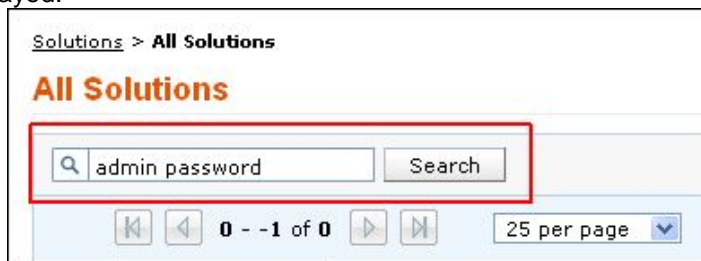 Solutions > All Solutions
All Solutions
admin password Search
0 - -1 of 0 25 per page